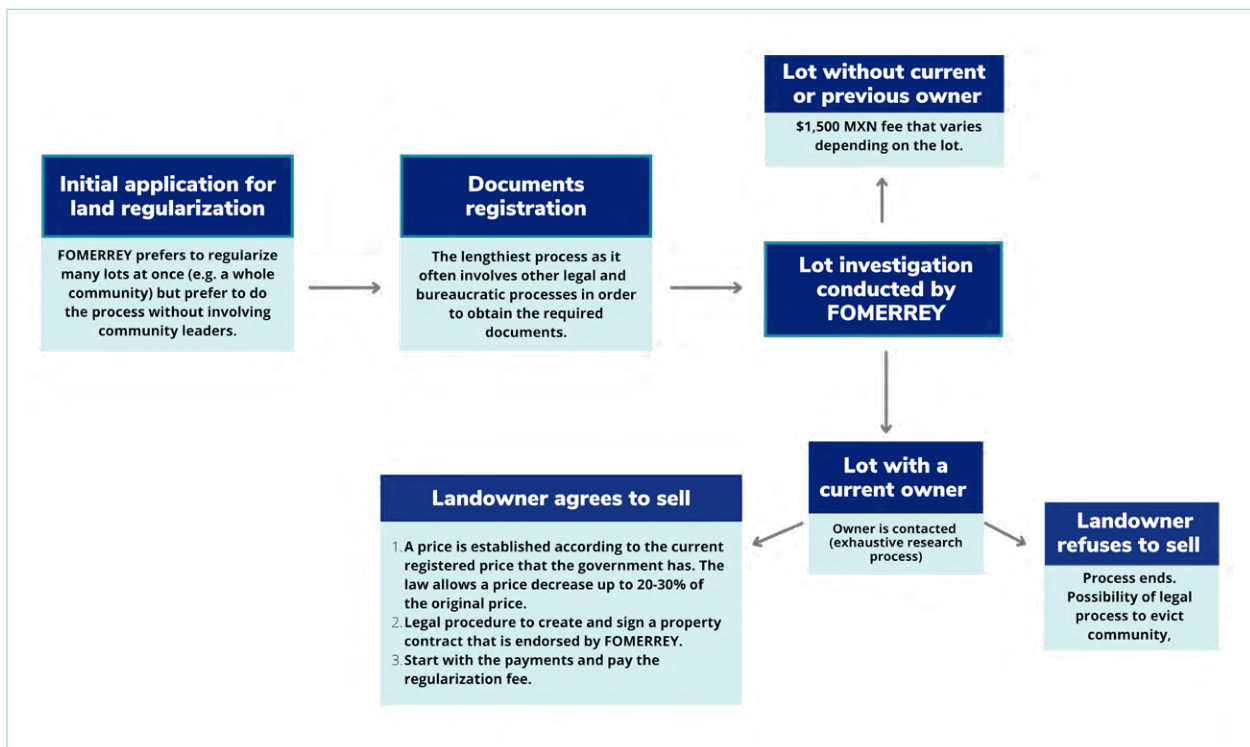 Initial application for
land regularization
FOMERREY prefers to regularize
many lots at once (e.g. a whole
community) but prefer to do
the process without involving
community leaders.
Documents
registration
The lengthiest process as it
often involves other legal and
bureaucratic processes in order
to obtain the required
documents.
Lot without current
or previous owner
$1,500 MXN fee that varies
depending on the lot.
Lot investigation
conducted by
FOMERREY
Lot with a
current owner
Owner is contacted
(exhaustive research
process)
Landowner agrees to sell
1. A price is established according to the current
registered price that the government has. The
law allows a price decrease up to 20-30% of
the original price.
2. Legal procedure to create and sign a property
contract that is endorsed by FOMERREY.
3. Start with the payments and pay the
regularization fee.
Landowner
refuses to sell
Process ends.
Possibility of legal
process to evict
community,